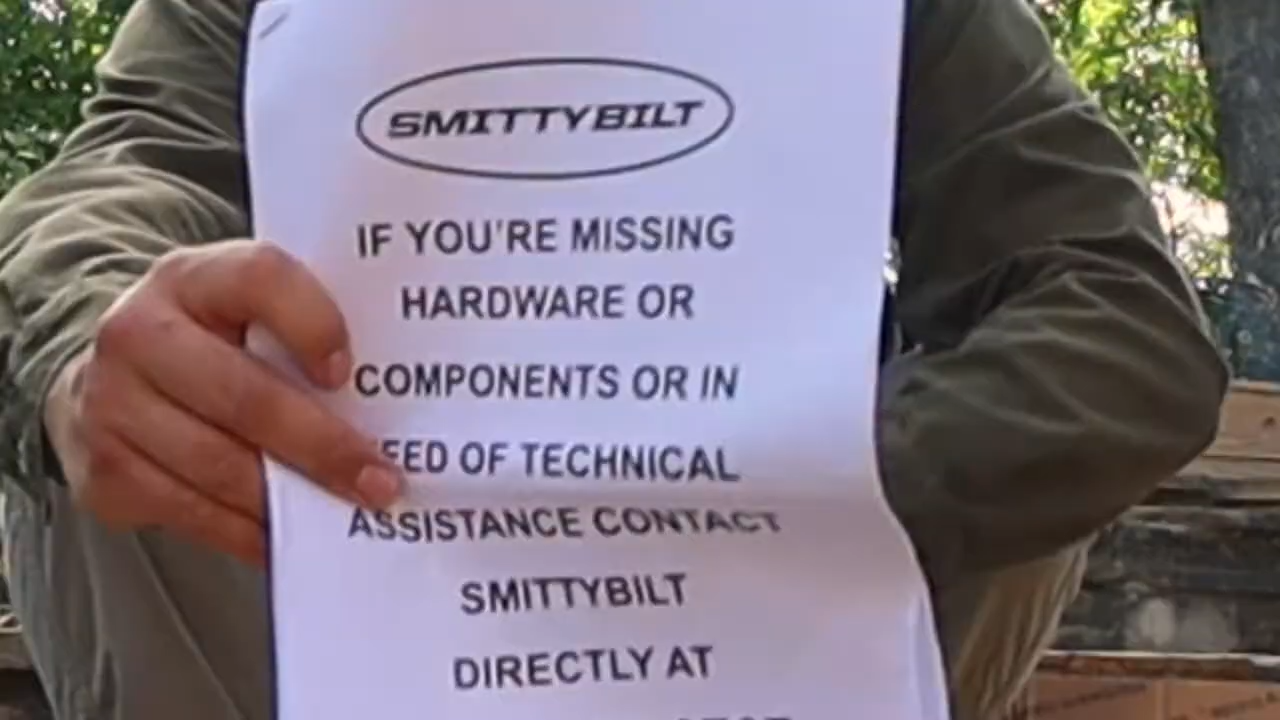 SMITTYBILT
IF YOU'RE MISSING
HARDWARE OR
COMPONENTS OR IN
EED OF TECHNICAL
ASSISTANCE CONTACT
SMITTYBILT
DIRECTLY AT